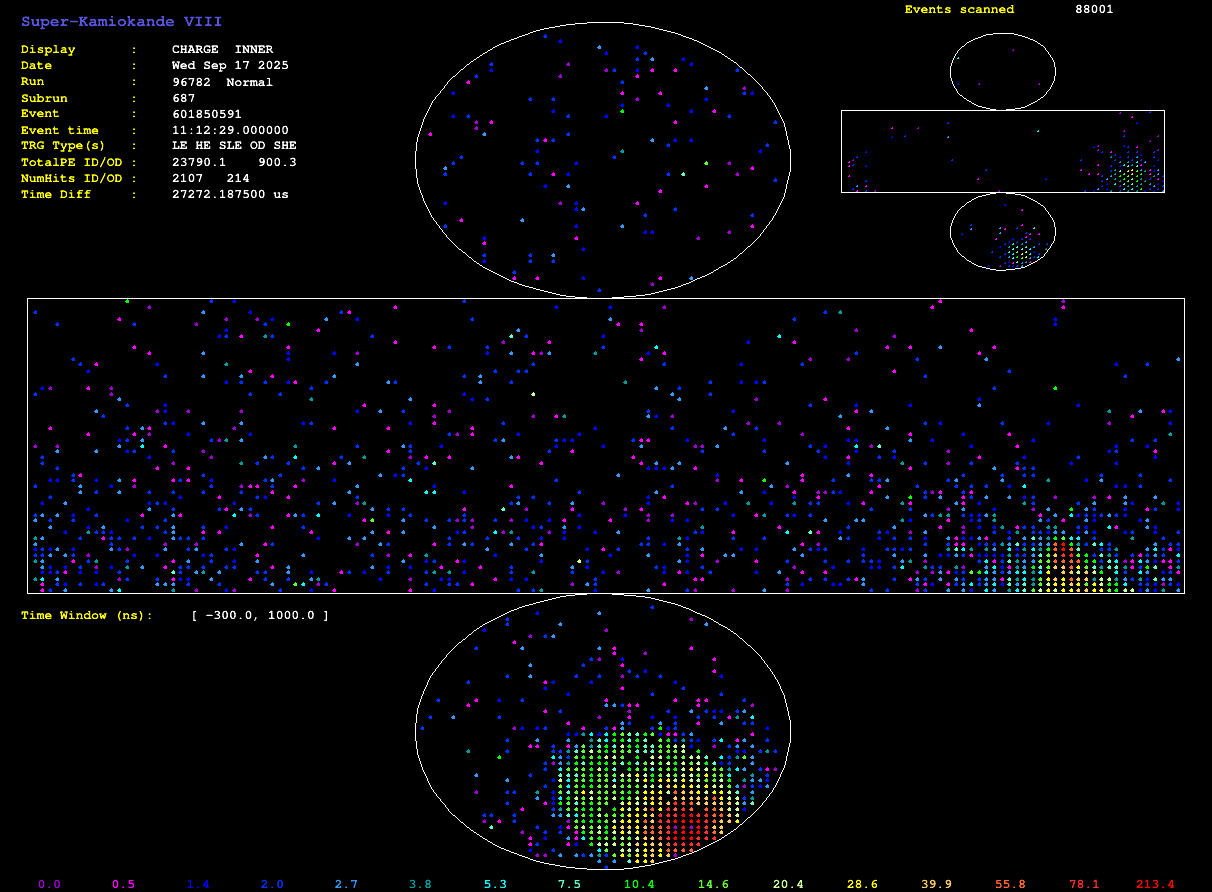 Super-Kamiokande VIII
Display : CHARGE INNER
Date : Wed Sep 17 2025
Run : 96782 Normal
Subrun : 687
Event : 601850591
Event time : 11:12:29.000000
TRG Type(s) : LE HE SLE OD SHE
TotalPE ID/OD : 23790.1 900.3
NumHits ID/OD : 2107 214
Time Diff : 27272.187500 us
Events scanned 88001
Time Window (ns): [ -300.0, 1000.0 ]
0.0 0.5 1.4 2.0 2.7 3.8 5.3 7.5 10.4 14.6 20.4 28.6 39.9 55.8 78.1 213.4